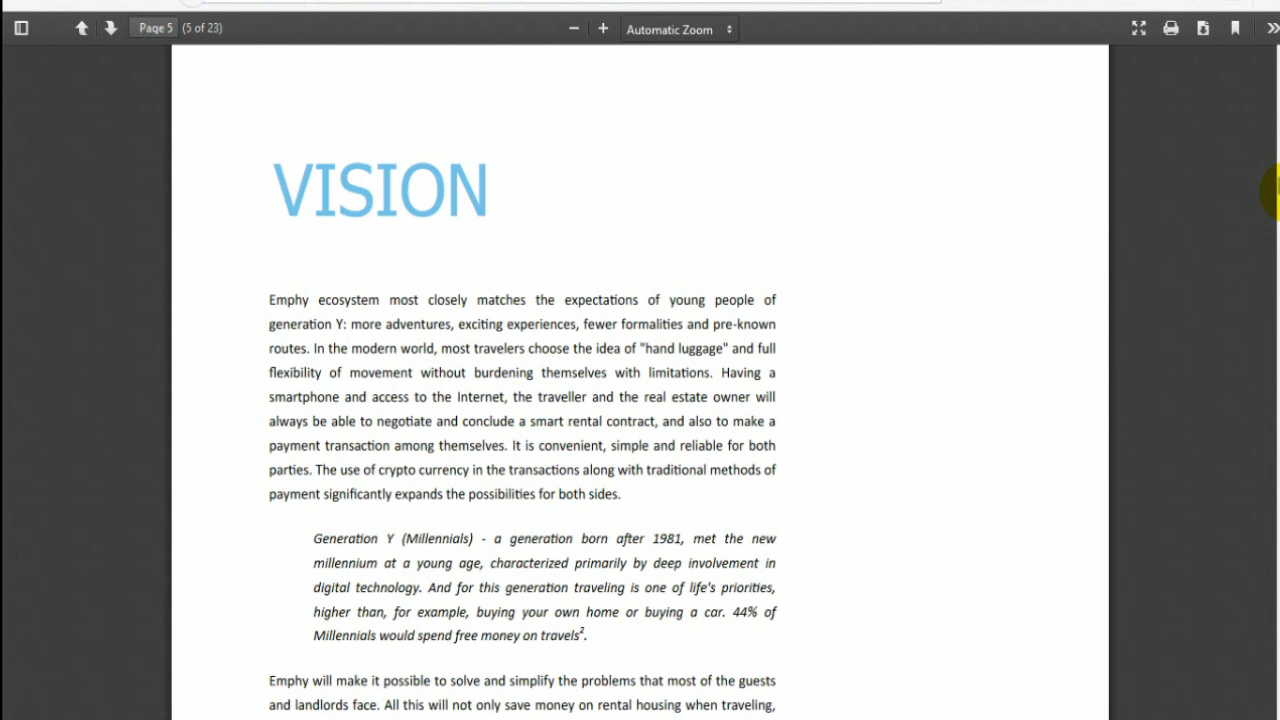 Page 5 (5 of 23) Automatic Zoom
VISION
Emphy ecosystem most closely matches the expectations of young people of
generation Y: more adventures, exciting experiences, fewer formalities and pre-known
routes. In the modern world, most travelers choose the idea of "hand luggage" and full
flexibility of movement without burdening themselves with limitations. Having a
smartphone and access to the Internet, the traveller and the real estate owner will
always be able to negotiate and conclude a smart rental contract, and also to make a
payment transaction among themselves. It is convenient, simple and reliable for both
parties. The use of crypto currency in the transactions along with traditional methods of
payment significantly expands the possibilities for both sides.
Generation Y (Millennials) - a generation born after 1981, met the new
millennium at a young age, characterized primarily by deep involvement in
digital technology. And for this generation traveling is one of life's priorities,
higher than, for example, buying your own home or buying a car. 44% of
Millennials would spend free money on travels².
Emphy will make it possible to solve and simplify the problems that most of the guests
and landlords face. All this will not only save money on rental housing when traveling,